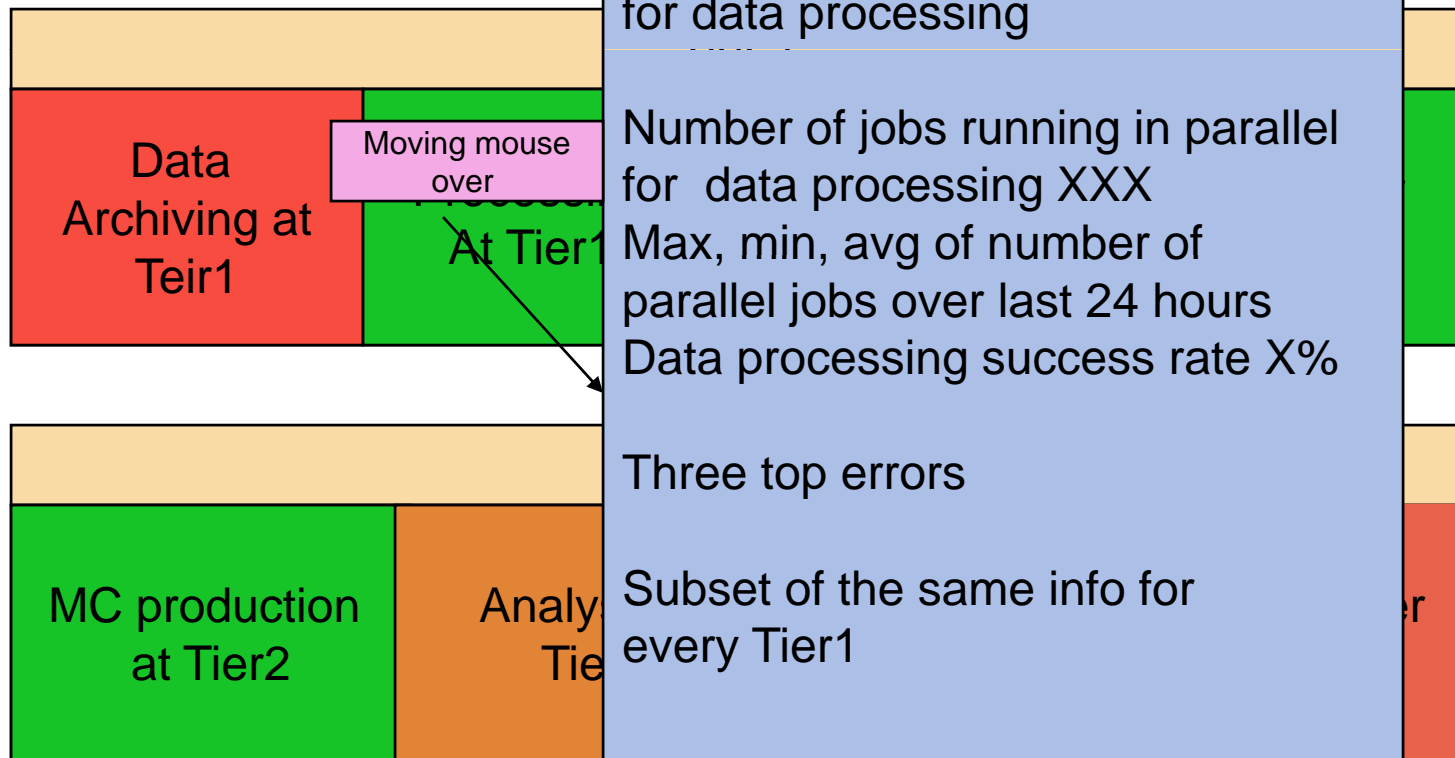 for data processing
Data
Archiving at
Teir1
Moving mouse
over
At Tier1
Number of jobs running in parallel
for  data processing XXX
Max, min, avg of number of
parallel jobs over last 24 hours
Data processing success rate X%
Three top errors
Subset of the same info for
every Tier1
MC production
at Tier2